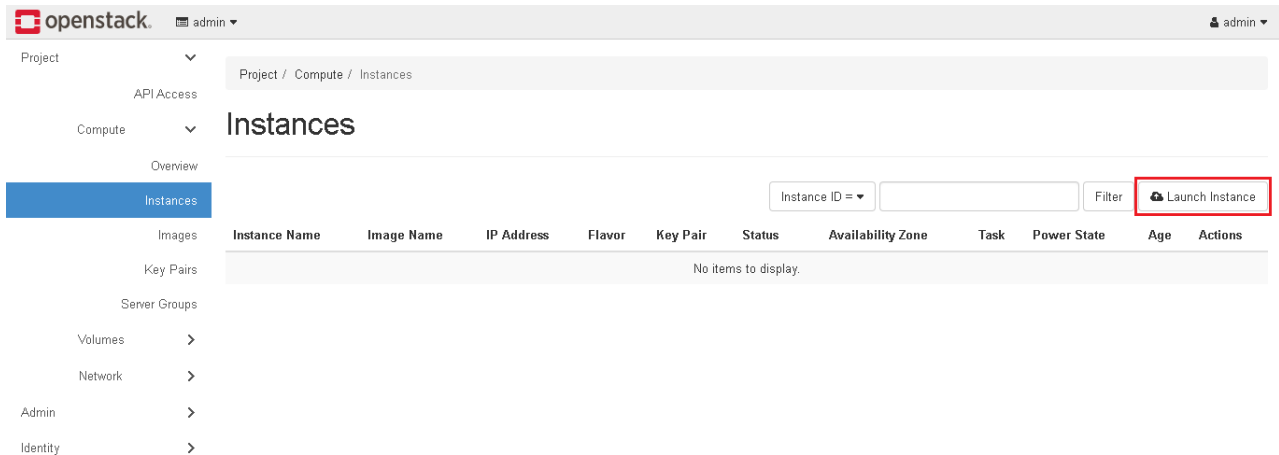 openstack. admin admin
Project
Project / Compute / Instances
API Access
Compute
Instances
Overview
Instances
Instance ID = Filter Launch Instance
Images
Instance Name Image Name IP Address Flavor Key Pair Status Availability Zone Task Power State Age Actions
Key Pairs
No items to display.
Server Groups
Volumes
Network
Admin
Identity